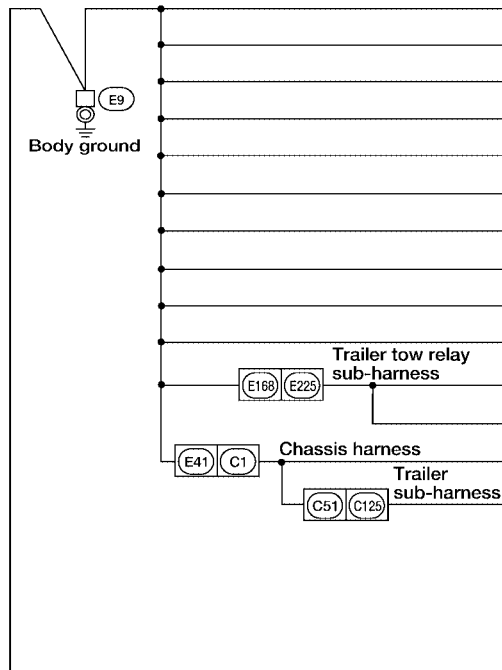 E9
Body ground
Trailer tow relay
sub-harness
E168 E225
Chassis harness
E41 C1
Trailer
sub-harness
C51 C125